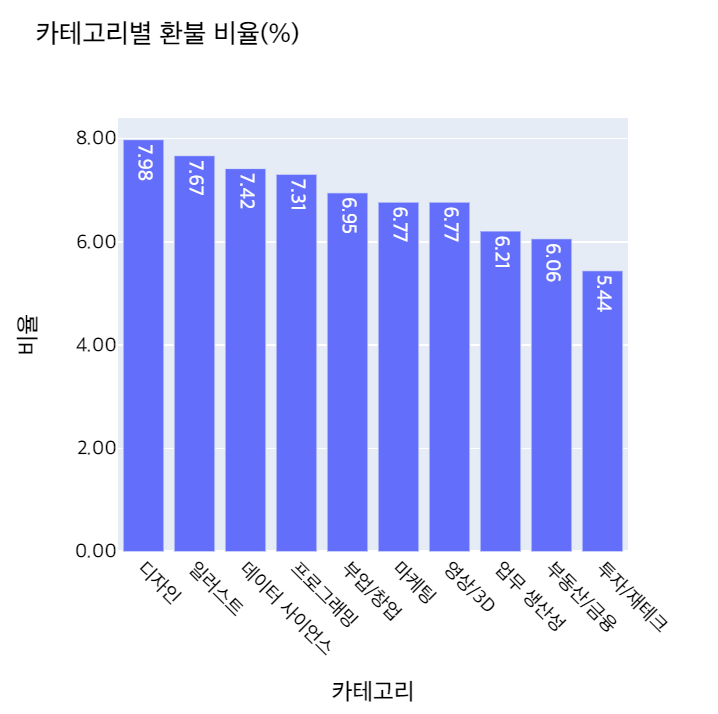 카테고리별 환불 비율(%)
비율
8.00
6.00
4.00
2.00
0.00
7.98
7.67
7.42
7.31
6.95
6.77
6.77
6.21
6.06
5.44
디자인
일러스트
데이터 사이언스
프로그래밍
부업/창업
마케팅
영상/3D
업무 생산성
부동산/금융
투자/재테크
카테고리